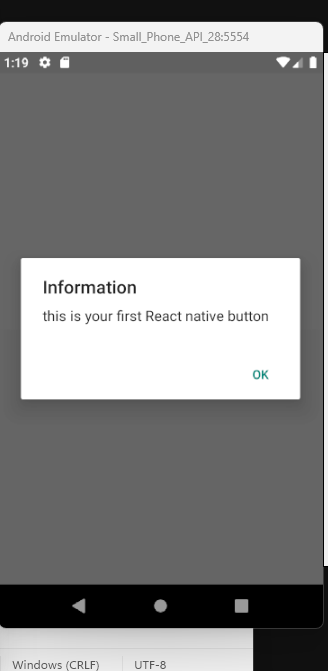 Android Emulator - Small_Phone_API_28:5554
1:19
Information
this is your first React native button
OK
Windows (CRLF) UTF-8